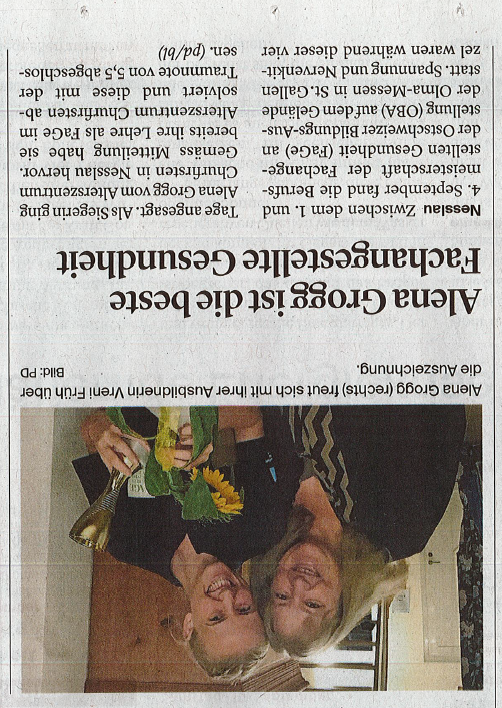 Alena Grogg (rechts) freut sich mit ihrer Ausbildnerin Vreni Früh über
die Auszeichnung. Bild: PD
Alena Grogg ist die beste
Fachangestellte Gesundheit
Nesslau Zwischen dem 1. und
4. September fand die Berufs-
meisterschaft der Fachange-
stellten Gesundheit (FaGe) an
der Ostschweizer Bildungs-Aus-
stellung (OBA) auf dem Gelände
der Olma-Messen in St. Gallen
statt. Spannung und Nervenkit-
zel waren während dieser vier
Tage angesagt. Als Siegerin ging
Alena Grogg vom Alterszentrum
Churfirsten in Nesslau hervor.
Gemäss Mitteilung habe sie
bereits ihre Lehre als FaGe im
Alterszentrum Churfirsten ab-
solviert und diese mit der
Traumnote von 5,5 abgeschlos-
sen. (pd/bl)